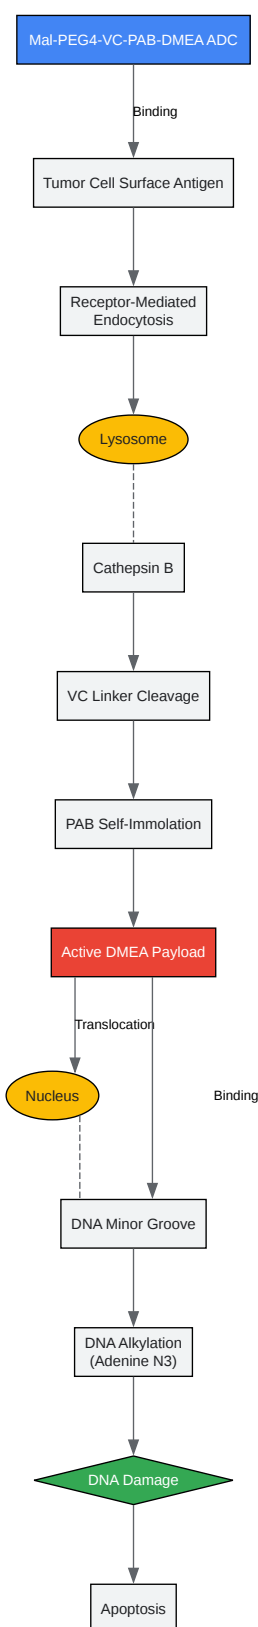 Mal-PEG4-VC-PAB-DMEA ADC
Binding
Tumor Cell Surface Antigen
Receptor-Mediated
Endocytosis
Lysosome
Cathepsin B
VC Linker Cleavage
PAB Self-Immolation
Active DMEA Payload
Translocation
Nucleus
Binding
DNA Minor Groove
DNA Alkylation
(Adenine N3)
DNA Damage
Apoptosis